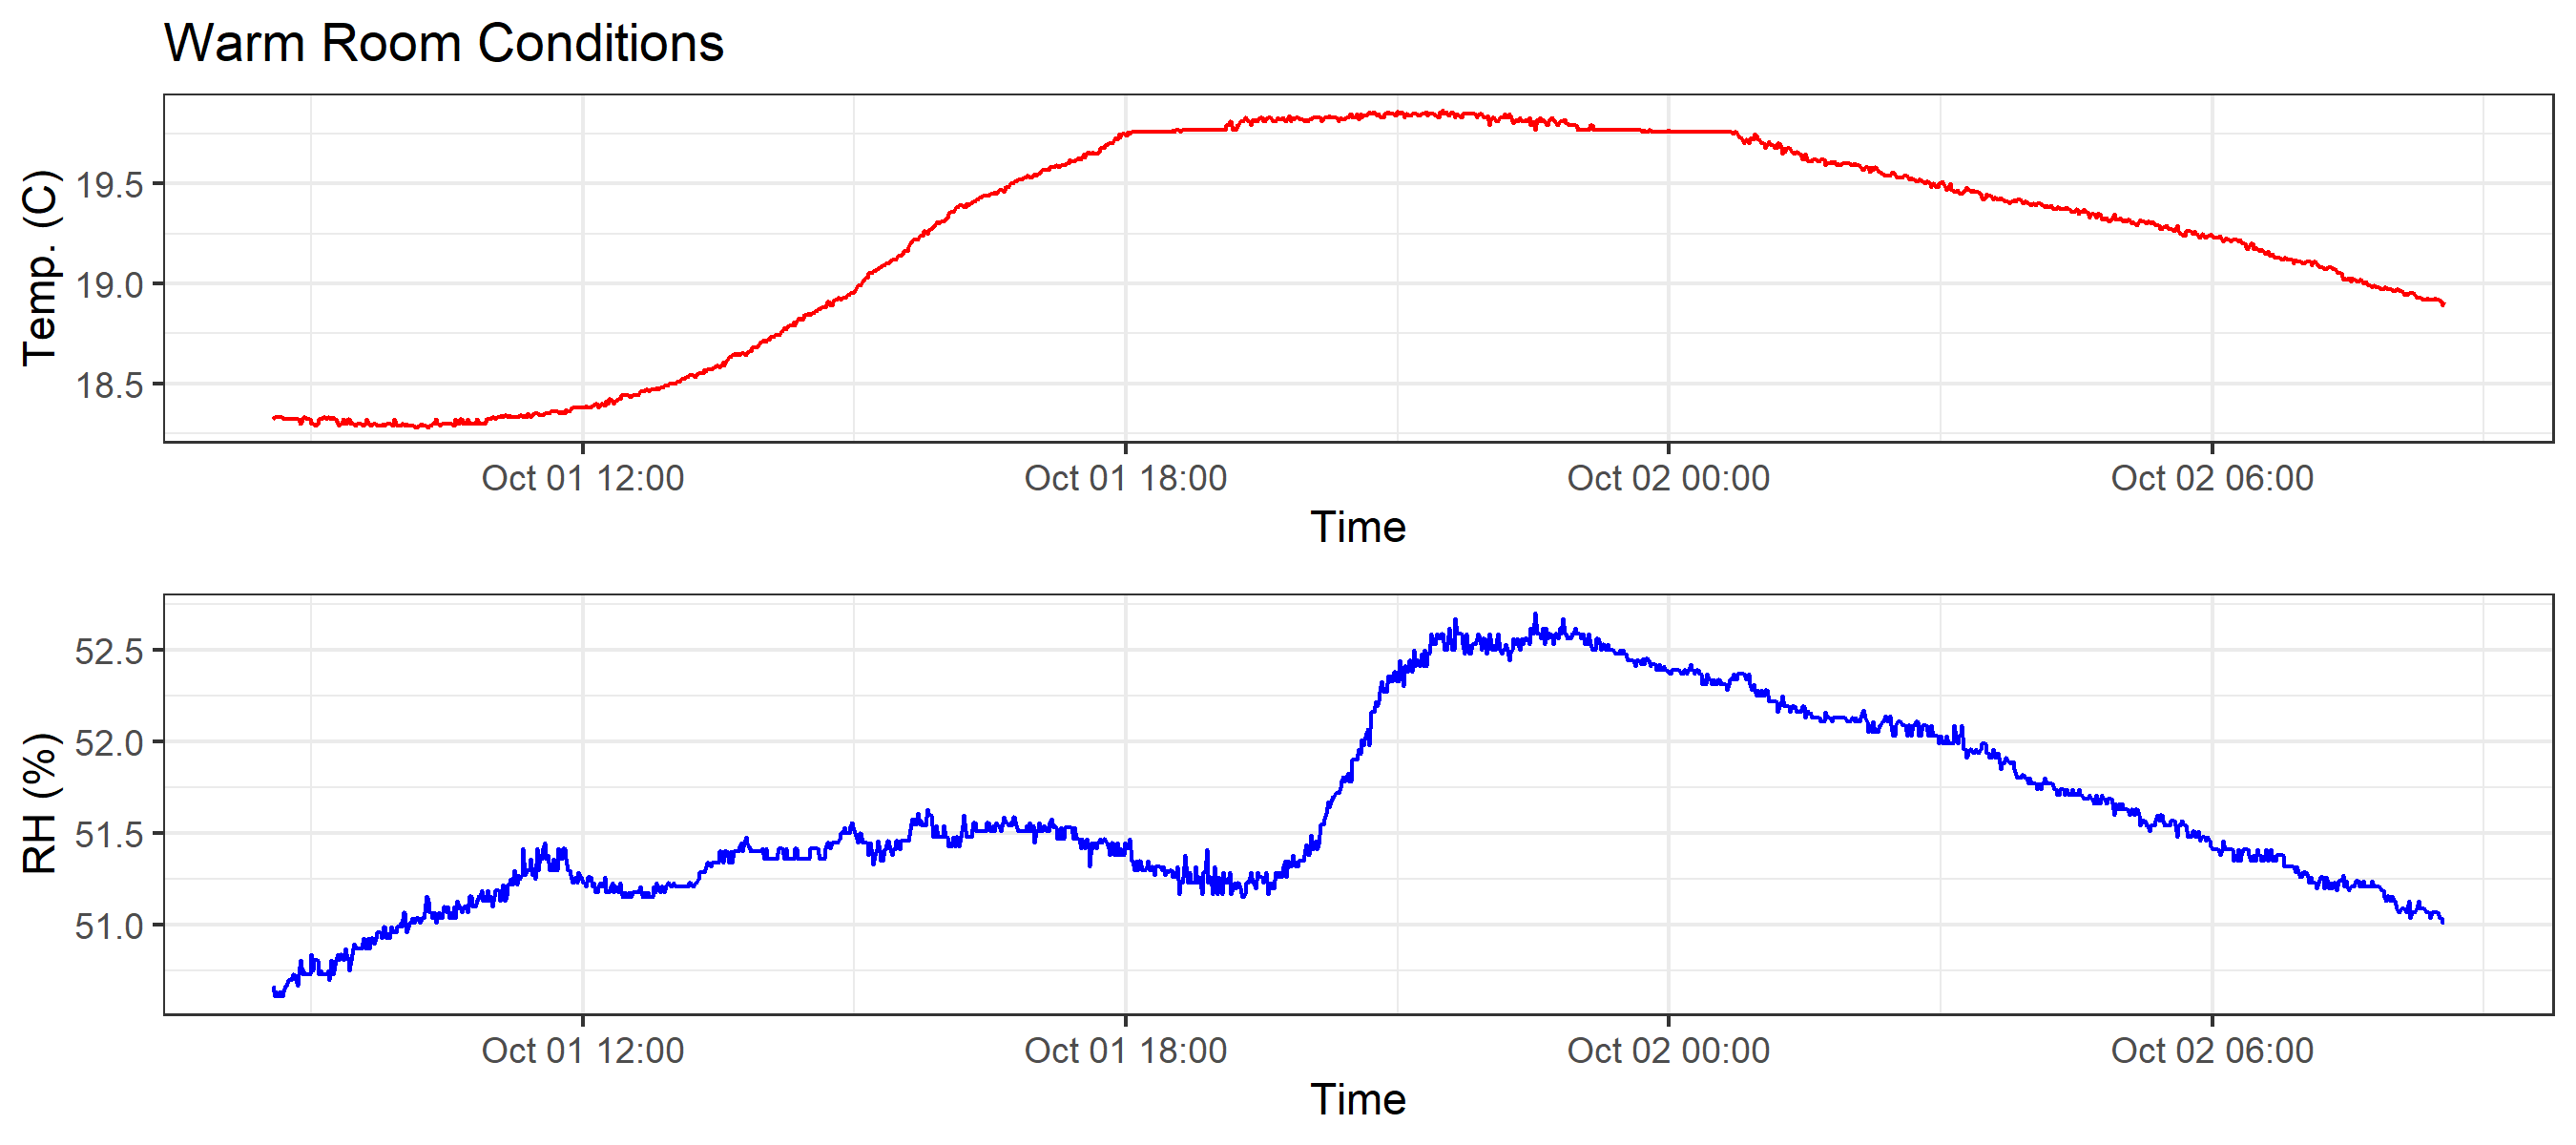 Warm Room Conditions
Temp. (C)
19.5
19.0
18.5
Oct 01 12:00 Oct 01 18:00 Oct 02 00:00 Oct 02 06:00
Time
RH (%)
52.5
52.0
51.5
51.0
Oct 01 12:00 Oct 01 18:00 Oct 02 00:00 Oct 02 06:00
Time